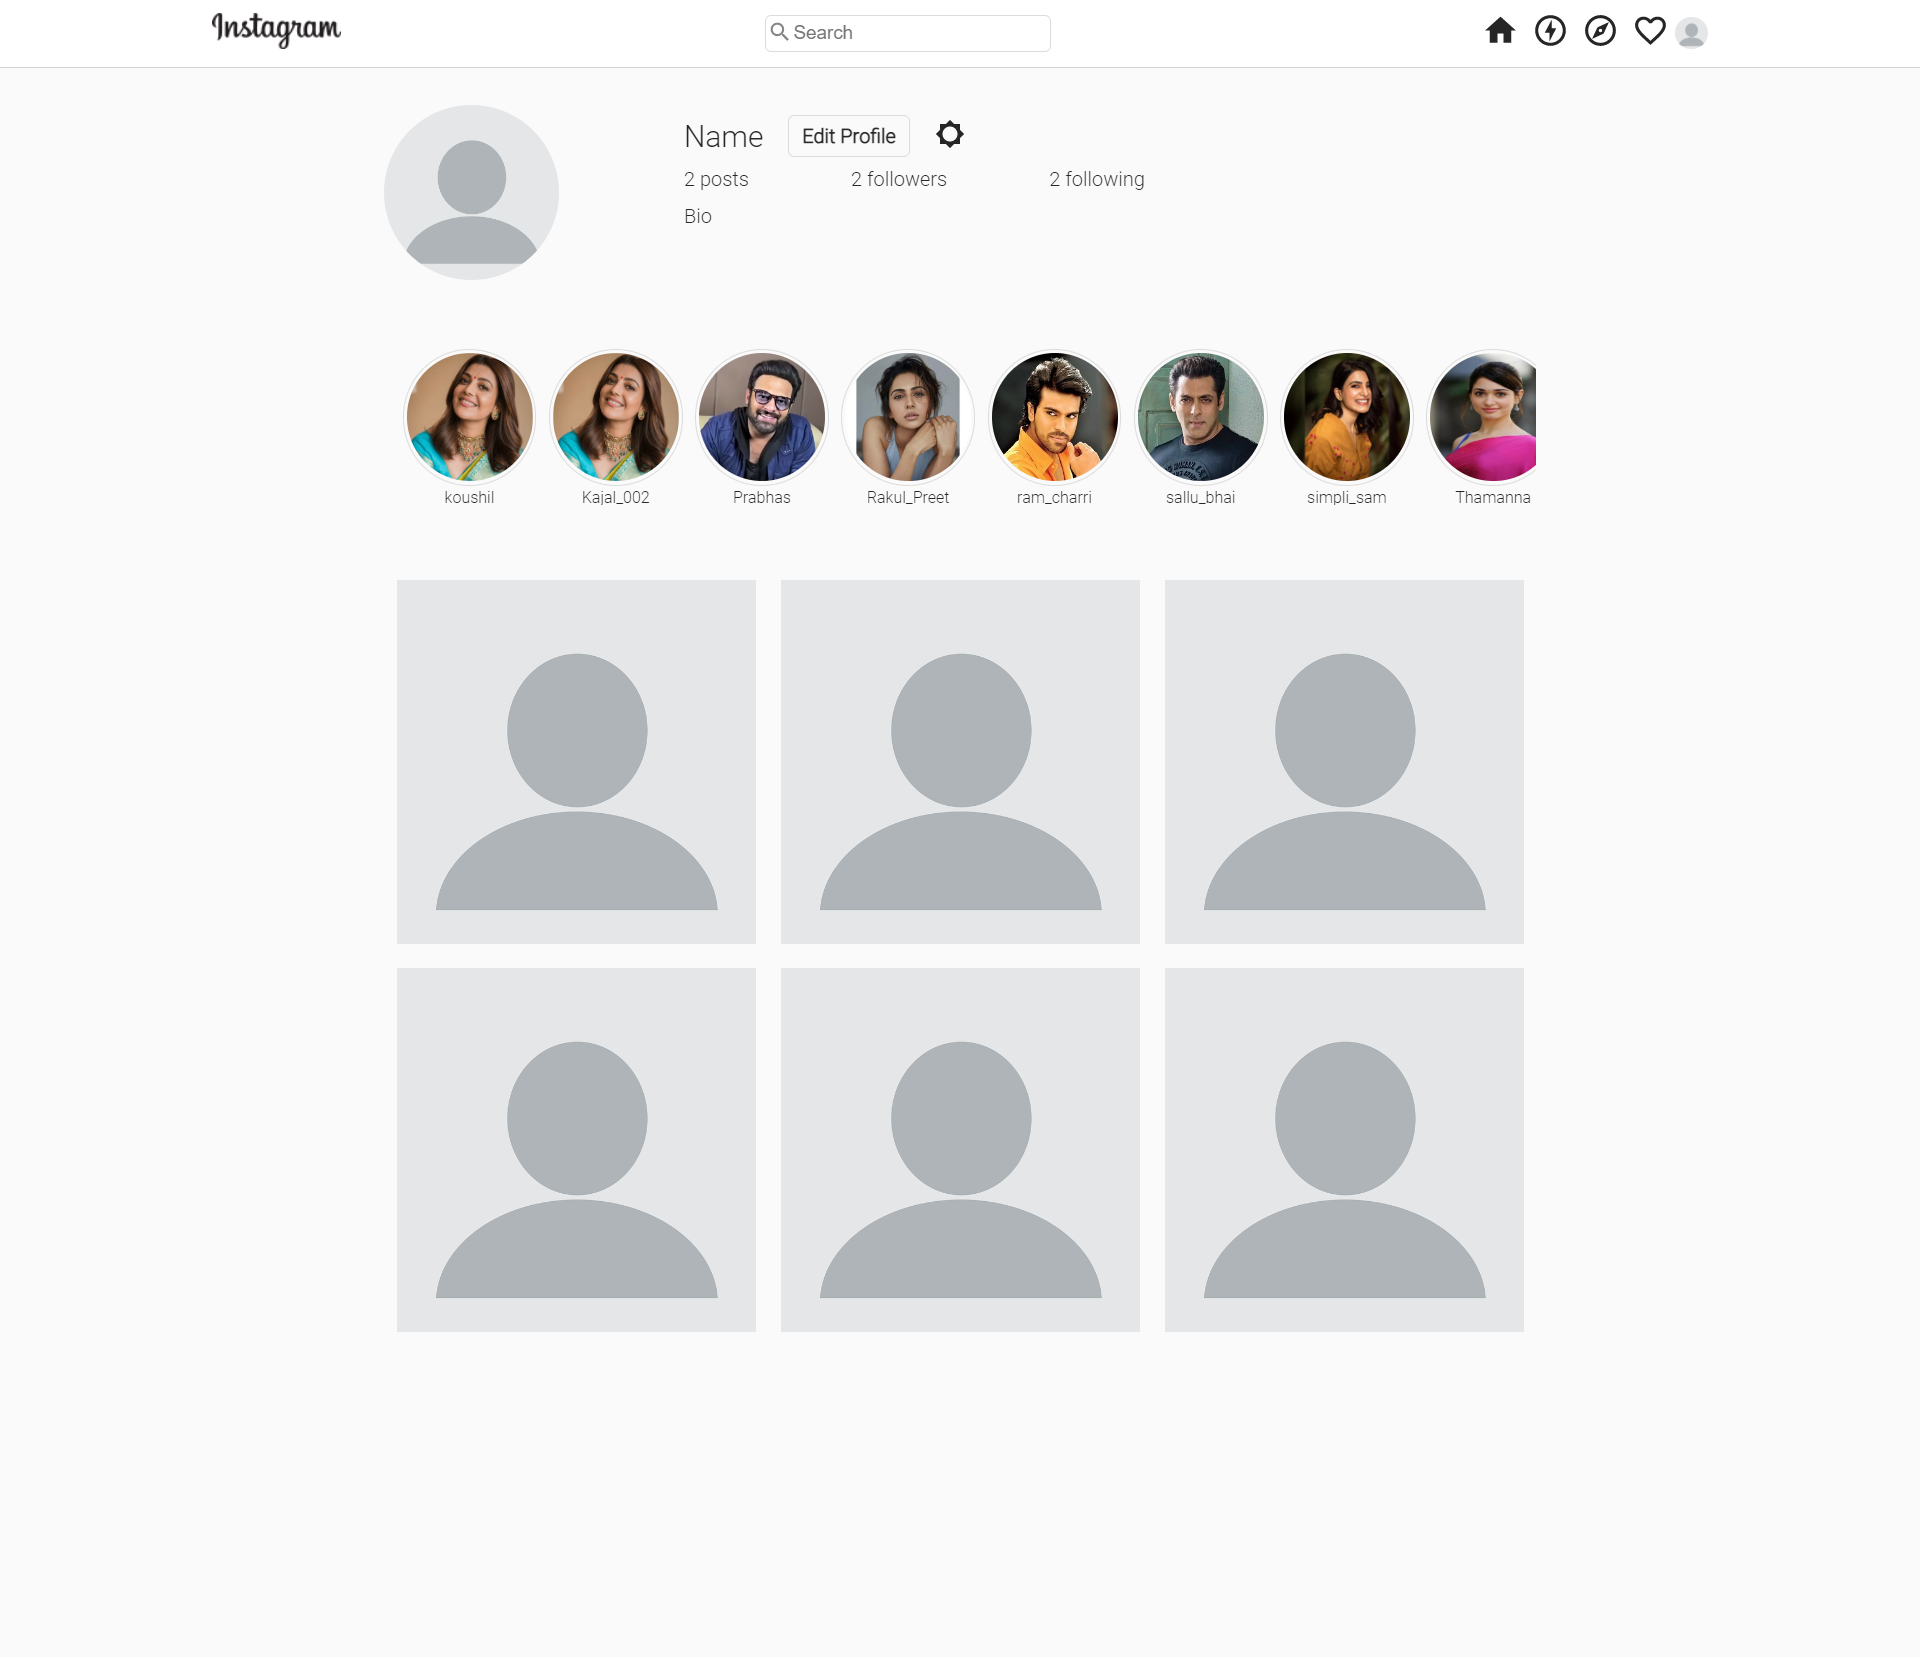 Instagram
Search
Name
Edit Profile
2 posts
2 followers
2 following
Bio
koushil
Kajal_002
Prabhas
Rakul_Preet
ram_charri
sallu_bhai
simpli_sam
Thamanna